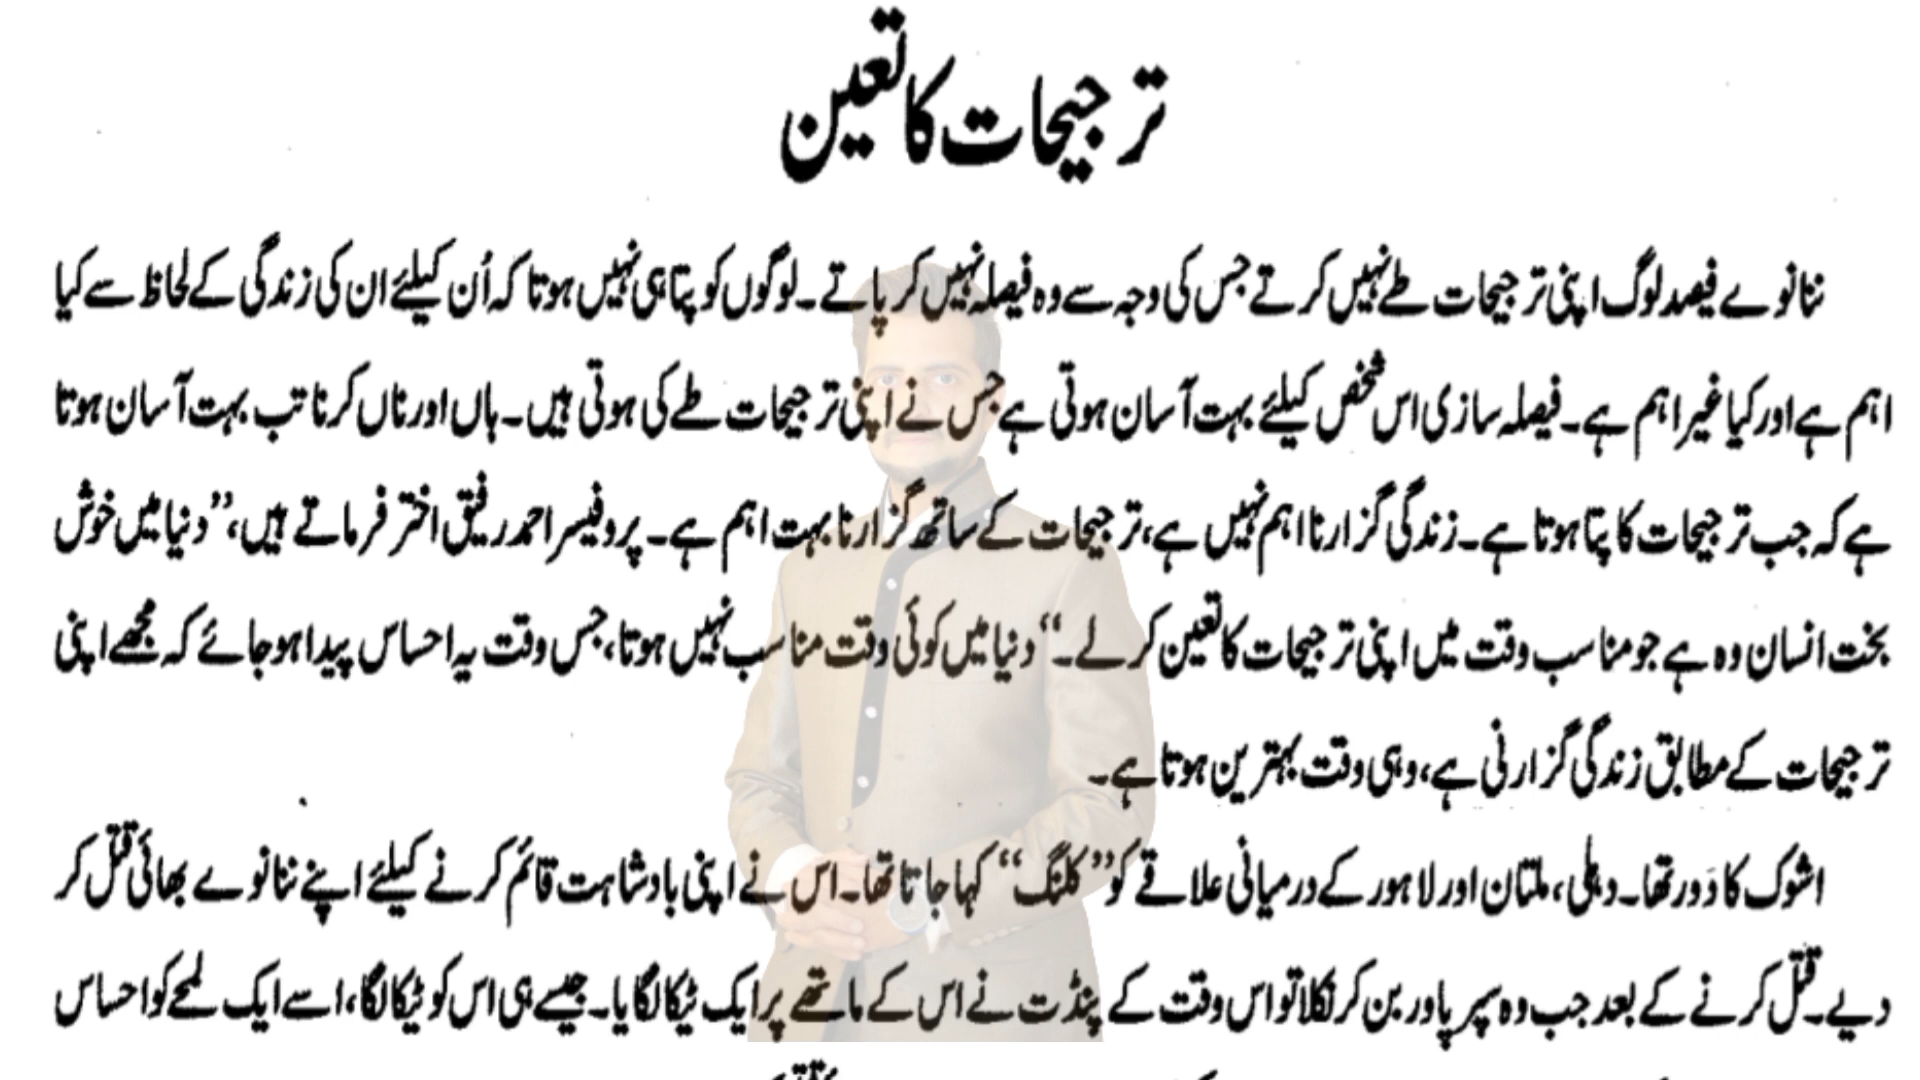 ترجیحات کا تعین
ننانوے فیصد لوگ اپنی ترجیحات طے نہیں کرتے جس کی وجہ سے وہ فیصلہ نہیں کر پاتے۔ لوگوں کو پتا ہی نہیں ہوتا کہ اُن کیلئے ان کی زندگی کے لحاظ سے کیا
اہم ہے اور کیا غیر اہم ہے۔ فیصلہ سازی اس شخص کیلئے بہت آسان ہوتی ہے جس نے اپنی ترجیحات طے کی ہوتی ہیں۔ ہاں اور ناں کرنا تب بہت آسان ہوتا
ہے کہ جب ترجیحات کا پتا ہوتا ہے۔ زندگی گزارنا اہم نہیں ہے، ترجیحات کے ساتھ گزارنا بہت اہم ہے۔ پروفیسر احمد رفیق اختر فرماتے ہیں، ”دنیا میں خوش
بخت انسان وہ ہے جو مناسب وقت میں اپنی ترجیحات کا تعین کر لے۔“ دنیا میں کوئی وقت مناسب نہیں ہوتا، جس وقت یہ احساس پیدا ہو جائے کہ مجھے اپنی
ترجیحات کے مطابق زندگی گزارنی ہے، وہی وقت بہترین ہوتا ہے۔
اشوک کا دَور تھا۔ دہلی، ملتان اور لاہور کے درمیانی علاقے کو ”کلنگ“ کہا جاتا تھا۔ اس نے اپنی بادشاہت قائم کرنے کیلئے اپنے ننانوے بھائی قتل کر
دیے۔ قتل کرنے کے بعد جب وہ سپر پاور بن کر نکلا تو اس وقت کے پنڈت نے اس کے ماتھے پر ایک ٹیکا لگایا۔ جیسے ہی اس کو ٹیکا لگا، اسے ایک لمحے کو احساس